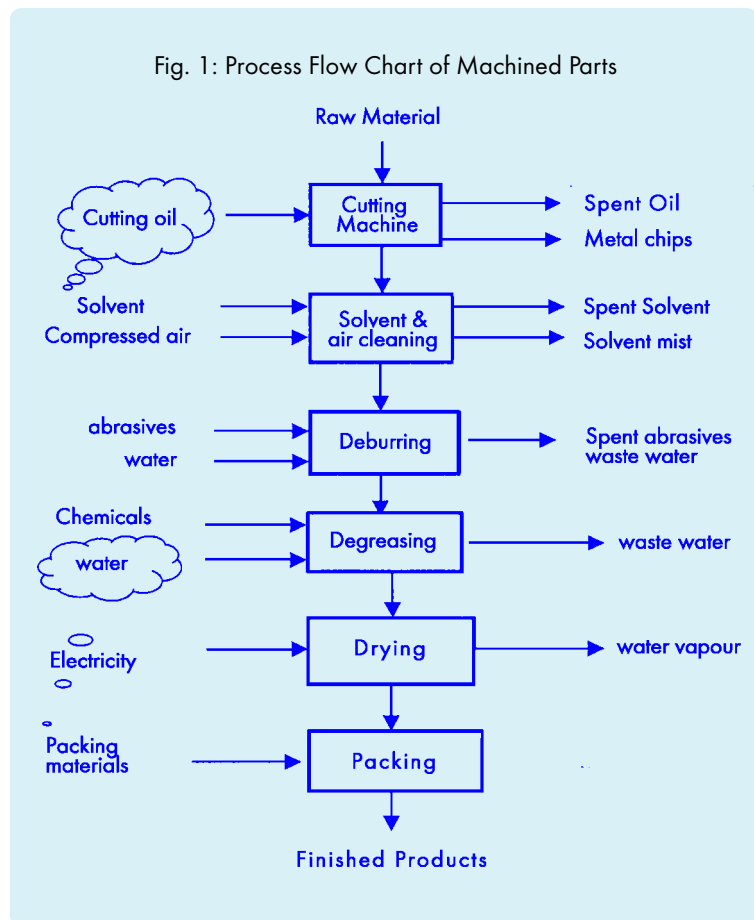 Fig. 1: Process Flow Chart of Machined Parts
Raw Material
Cutting oil
Cutting
Machine
Spent Oil
Metal chips
Solvent
Compressed air
Solvent &
air cleaning
Spent Solvent
Solvent mist
abrasives
water
Deburring
Spent abrasives
waste water
Chemicals
water
Degreasing
waste water
Electricity
Drying
water vapour
Packing
materials
Packing
Finished Products